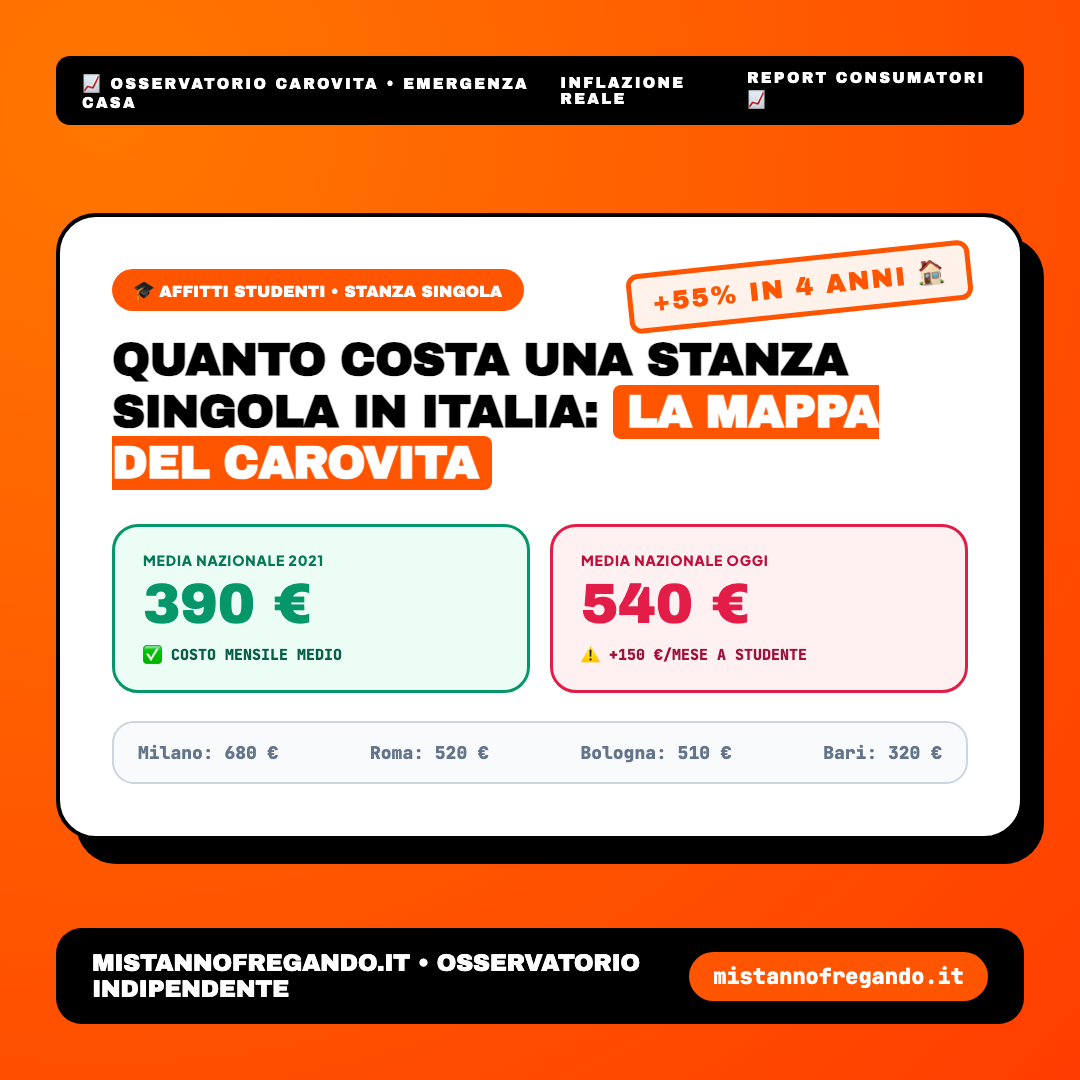 📈 OSSERVATORIO CAROVITA • EMERGENZA
CASA
INFLAZIONE
REALE
REPORT CONSUMATORI
📈
🎓 AFFITTI STUDENTI • STANZA SINGOLA
+55% IN 4 ANNI 🏠
QUANTO COSTA UNA STANZA
SINGOLA IN ITALIA: LA MAPPA
DEL CAROVITA
MEDIA NAZIONALE 2021
390 €
✅ COSTO MENSILE MEDIO
MEDIA NAZIONALE OGGI
540 €
⚠️ +150 €/MESE A STUDENTE
Milano: 680 €
Roma: 520 €
Bologna: 510 €
Bari: 320 €
MISTANNOFREGANDO.IT • OSSERVATORIO
INDIPENDENTE
mistannofregando.it